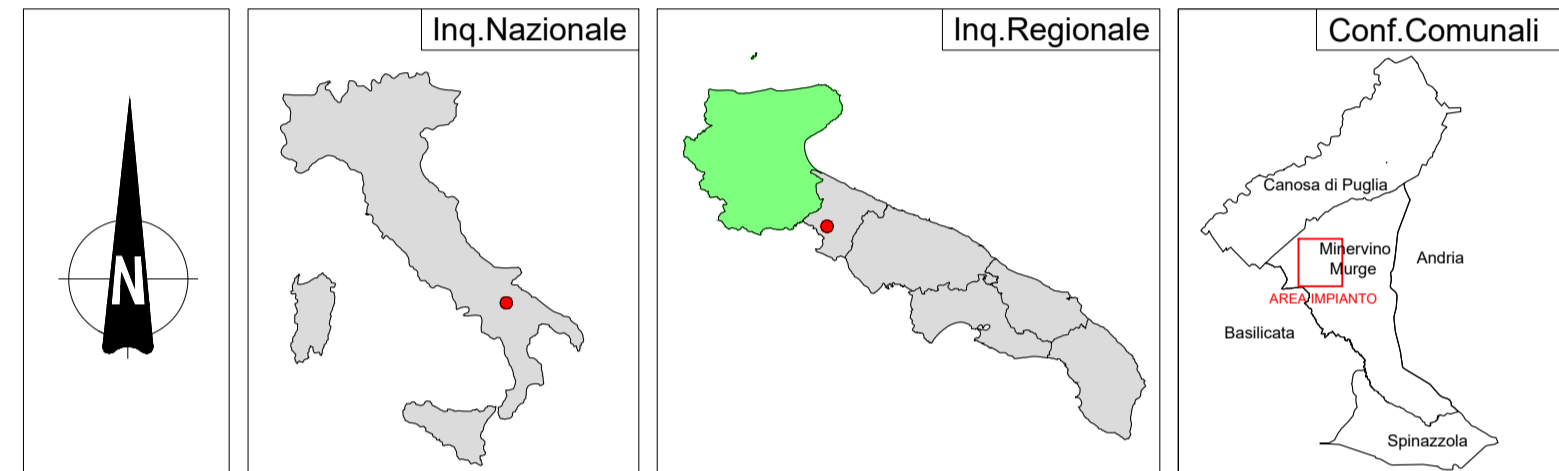 N
Inq.Nazionale
Inq.Regionale
Conf.Comunali
Canosa di Puglia
Minervino
Murge
Andria
AREA IMPIANTO
Basilicata
Spinazzola